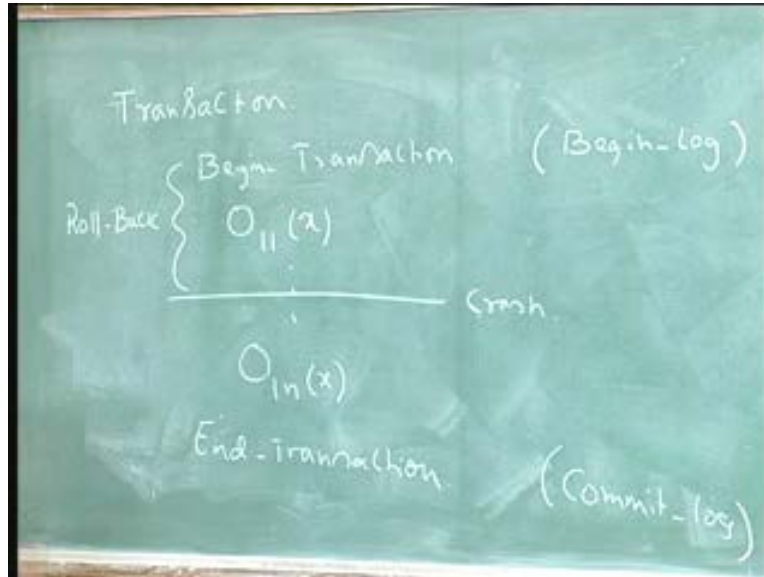 Transaction
Begin- Transaction (Begin-log)
Roll-Back { O11(x)
Crash
O1n(x)
End-Transaction
(Commit-log)